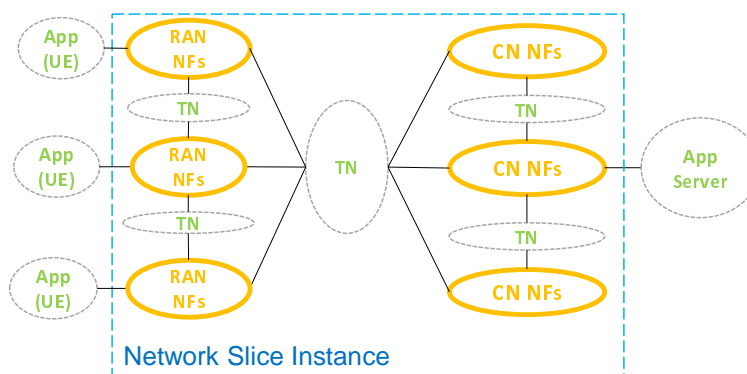 App
(UE)
RAN
NFs
CN NFs
TN
TN
App
(UE)
RAN
NFs
TN
CN NFs
App
Server
TN
TN
App
(UE)
RAN
NFs
CN NFs
Network Slice Instance